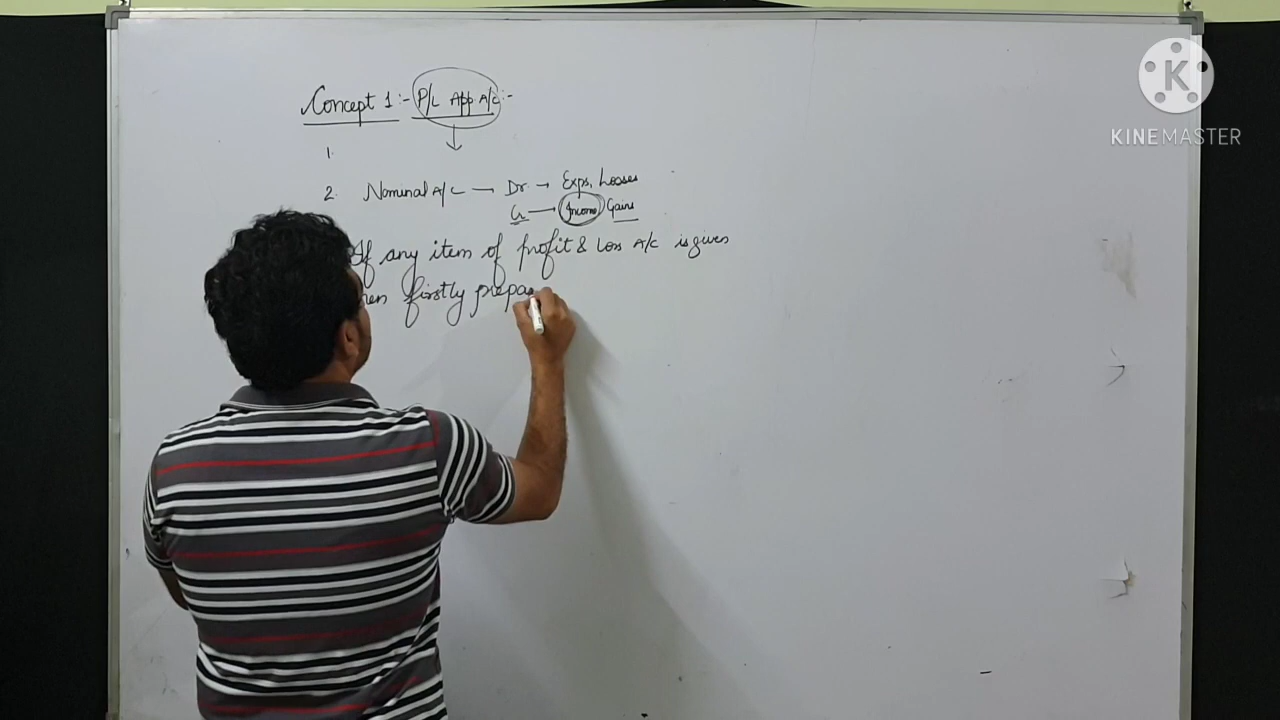 Concept 1:- P/L App A/c:-
1.
2. Nominal A/c → Dr → Exps, Losses
Cr → Income, Gains
If any item of profit & Loss A/c is given
firstly prepa
K
KINEMASTER